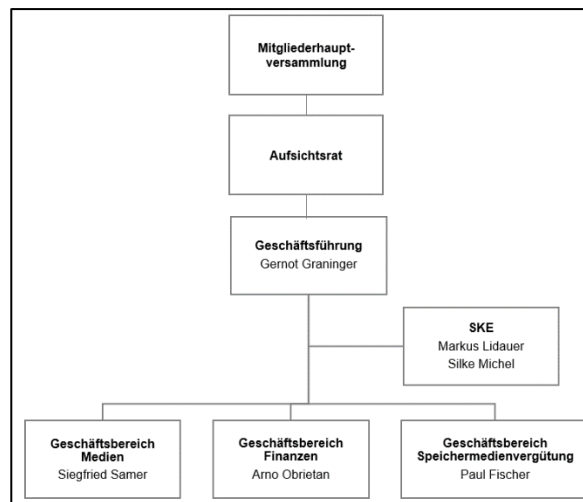 Mitgliederhaupt-
versammlung
Aufsichtsrat
Geschäftsführung
Gernot Graninger
SKE
Markus Lidauer
Silke Michel
Geschäftsbereich
Medien
Siegfried Samer
Geschäftsbereich
Finanzen
Arno Obrietan
Geschäftsbereich
Speichermedienvergütung
Paul Fischer